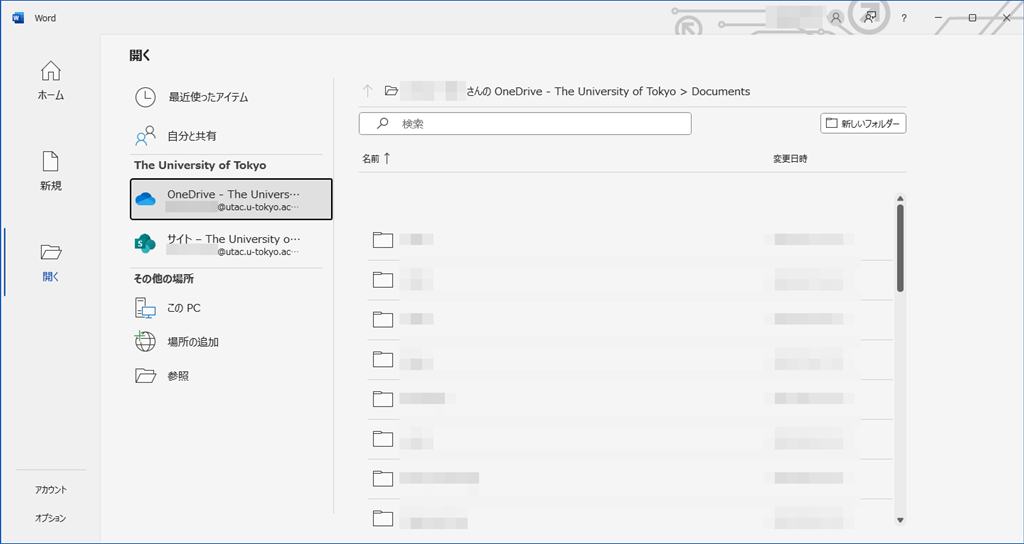 Word
?
開く
ホーム
新規
開く
アカウント
オプション
最近使ったアイテム
自分と共有
The University of Tokyo
OneDrive - The Univers…
@utac.u-tokyo.ac…
サイト – The University o…
@utac.u-tokyo.ac…
その他の場所
この PC
場所の追加
参照
さんの OneDrive - The University of Tokyo > Documents
検索
新しいフォルダー
名前 ↑
変更日時